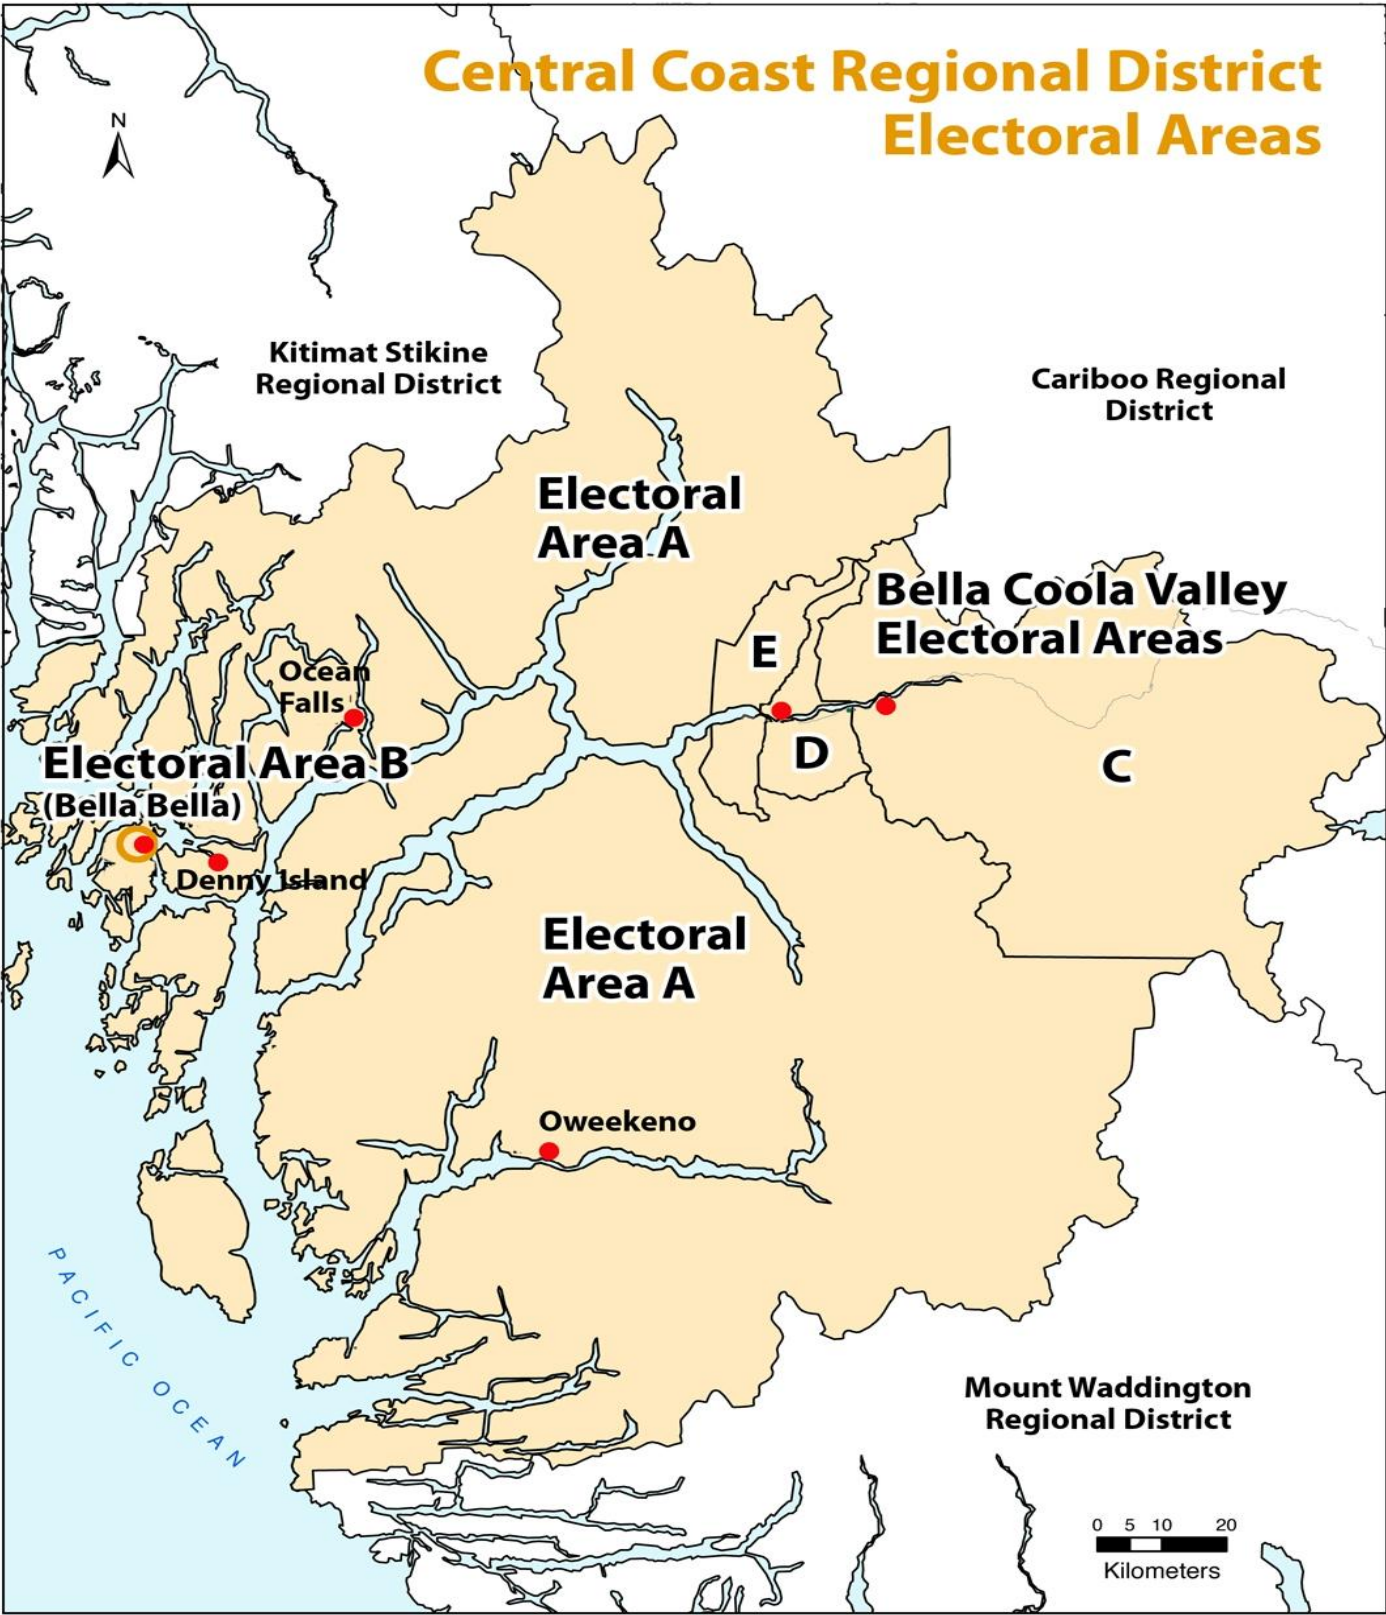 Central Coast Regional District
Electoral Areas
N
Kitimat Stikine
Regional District
Cariboo Regional
District
Electoral
Area A
Bella Coola Valley
Electoral Areas
E
Ocean
Falls
D
C
Electoral Area B
(Bella Bella)
Denny Island
Electoral
Area A
Oweekeno
PACIFIC OCEAN
Mount Waddington
Regional District
0 5 10 20
Kilometers